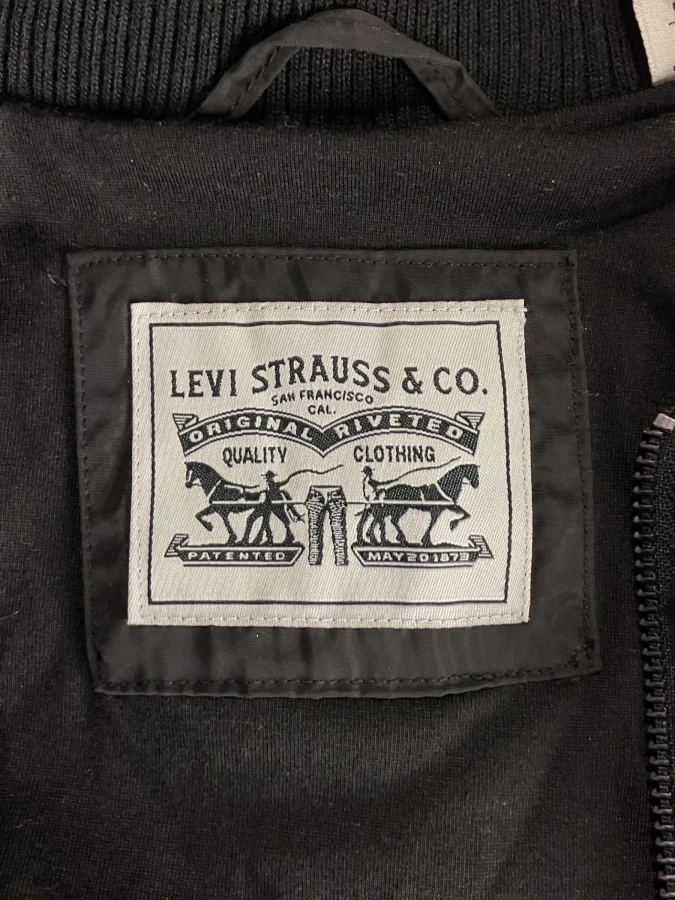 LEVI STRAUSS & CO.
SAN FRANCISCO
CAL.
ORIGINAL RIVETED
QUALITY CLOTHING
PATENTED MAY 20 1873